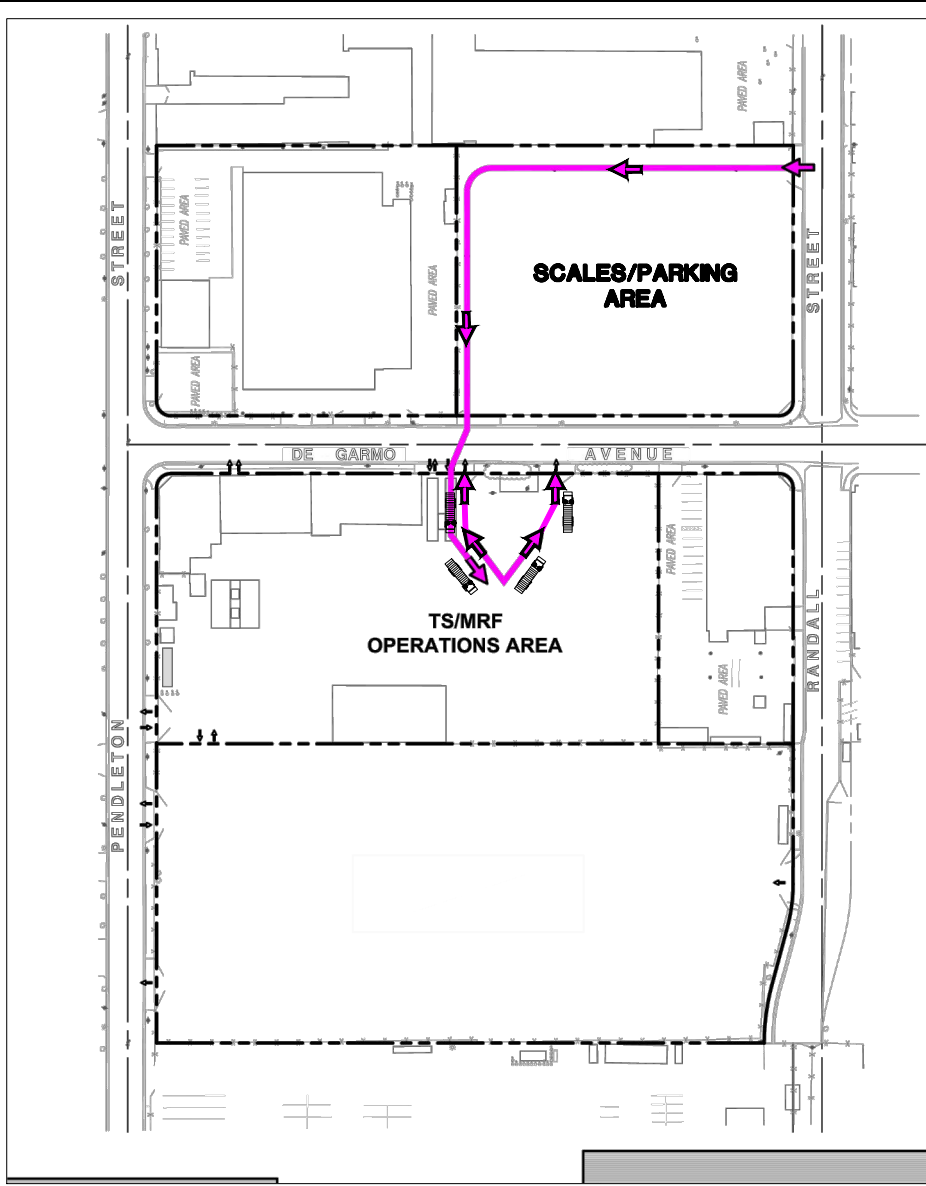 PAVED AREA
PAVED AREA
STREET
SCALES/PARKING
AREA
STREET
PAVED AREA
PAVED AREA
DE GARMO AVENUE
PAVED AREA
TS/MRF
OPERATIONS AREA
RANDALL
PAVED AREA
PENDLETON